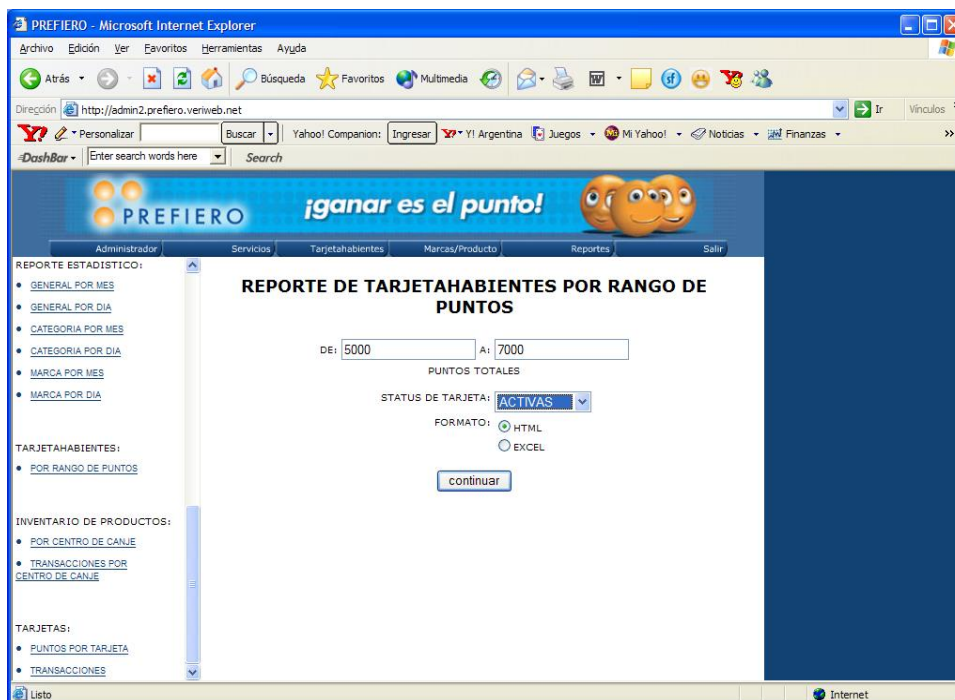 PREFIERO - Microsoft Internet Explorer
Archivo Edición Ver Favoritos Herramientas Ayuda
Atrás Búsqueda Favoritos Multimedia
Dirección http://admin2.prefiero.veriweb.net Ir Vínculos
Y! Personalizar Buscar Yahoo! Companion: Ingresar Y! Y! Argentina Juegos Mi Yahoo! Noticias Finanzas »
DashBar Enter search words here Search
PREFIERO ¡ganar es el punto!
Administrador Servicios Tarjetahabientes Marcas/Producto Reportes Salir
REPORTE ESTADISTICO:
GENERAL POR MES
GENERAL POR DIA
CATEGORIA POR MES
CATEGORIA POR DIA
MARCA POR MES
MARCA POR DIA
TARJETAHABIENTES:
POR RANGO DE PUNTOS
INVENTARIO DE PRODUCTOS:
POR CENTRO DE CANJE
TRANSACCIONES POR
CENTRO DE CANJE
TARJETAS:
PUNTOS POR TARJETA
TRANSACCIONES
REPORTE DE TARJETAHABIENTES POR RANGO DE
PUNTOS
DE: 5000 A: 7000
PUNTOS TOTALES
STATUS DE TARJETA: ACTIVAS
FORMATO: HTML
EXCEL
continuar
Listo Internet